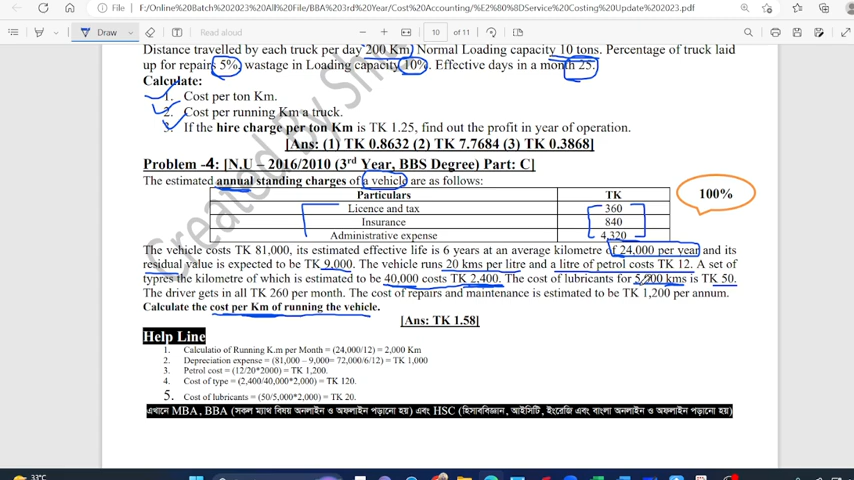 File
F:/Online%20Batch%202023%20All%20File/BBA%203rd%20Year/Cost%20Accounting/%E2%80%8DService%20Costing%20Update%202023.pdf
Draw
Read aloud
10 of 11
Distance travelled by each truck per day 200 Km) Normal Loading capacity 10 tons. Percentage of truck laid
up for repairs 5%, wastage in Loading capacity 10%. Effective days in a month 25.
Calculate:
1. Cost per ton Km.
2. Cost per running Km a truck.
3. If the hire charge per ton Km is TK 1.25, find out the profit in year of operation.
[Ans: (1) TK 0.8632 (2) TK 7.7684 (3) TK 0.3868]
Problem -4: [N.U – 2016/2010 (3rd Year, BBS Degree) Part: C]
The estimated annual standing charges of a vehicle are as follows:
100%
Particulars TK
Licence and tax 360
Insurance 840
Administrative expense 4,320
The vehicle costs TK 81,000, its estimated effective life is 6 years at an average kilometre of 24,000 per year and its
residual value is expected to be TK 9,000. The vehicle runs 20 kms per litre and a litre of petrol costs TK 12. A set of
typres the kilometre of which is estimated to be 40,000 costs TK 2,400. The cost of lubricants for 5,000 kms is TK 50.
The driver gets in all TK 260 per month. The cost of repairs and maintenance is estimated to be TK 1,200 per annum.
Calculate the cost per Km of running the vehicle.
[Ans: TK 1.58]
Help Line
1. Calculatio of Running K.m per Month = (24,000/12) = 2,000 Km
2. Depreciation expense = (81,000 – 9,000= 72,000/6/12) = TK 1,000
3. Petrol cost = (12/20*2000) = TK 1,200.
4. Cost of type = (2,400/40,000*2,000) = TK 120.
5. Cost of lubricants = (50/5,000*2,000) = TK 20.
এখানে MBA, BBA (সকল ম্যাথ বিষয় অনলাইন ও অফলাইন পড়ানো হয়) এবং HSC (হিসাববিজ্ঞান, আইসিটি, ইংরেজি এবং বাংলা অনলাইন ও অফলাইন পড়ানো হয়)
Created By
33°C